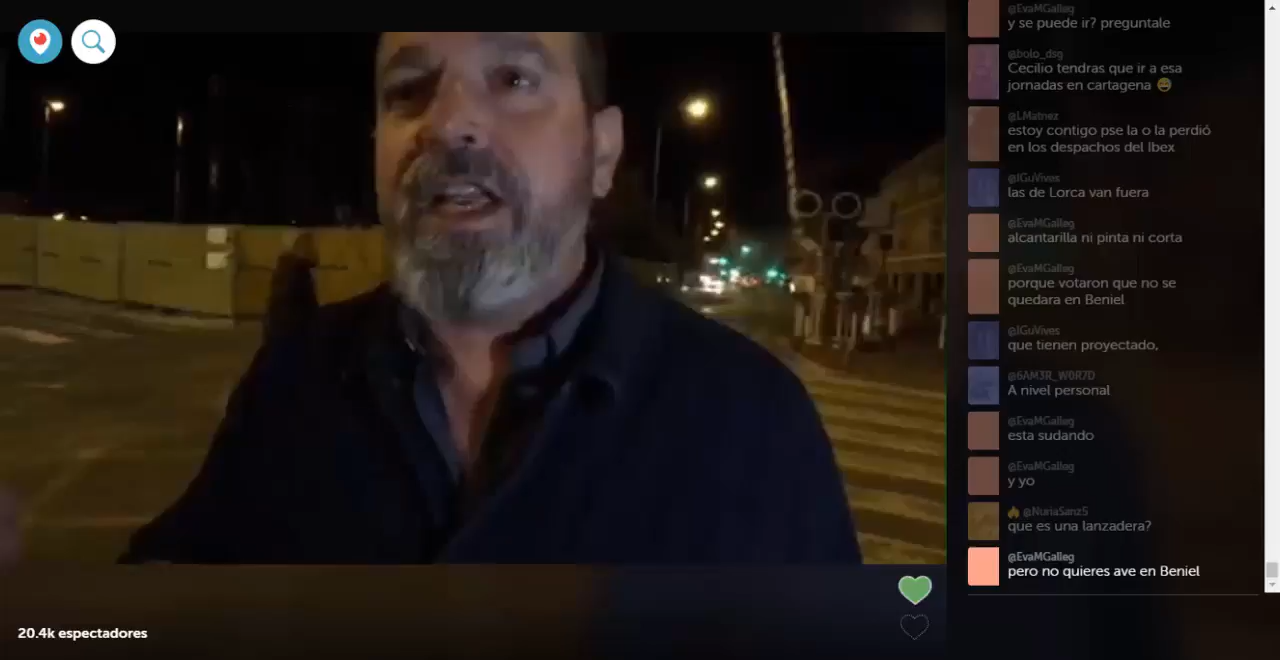 @EvaMGalleg
y se puede ir? preguntale
@bolo_dsg
Cecilio tendras que ir a esa
jornadas en cartagena 😄
@LMatnez
estoy contigo pse la o la perdió
en los despachos del Ibex
@IGuVives
las de Lorca van fuera
@EvaMGalleg
alcantarilla ni pinta ni corta
@EvaMGalleg
porque votaron que no se
quedara en Beniel
@IGuVives
que tienen proyectado,
@6AM3R_W0R7D
A nivel personal
@EvaMGalleg
esta sudando
@EvaMGalleg
y yo
🔥 @NuriaSanz5
que es una lanzadera?
@EvaMGalleg
pero no quieres ave en Beniel
20.4k espectadores